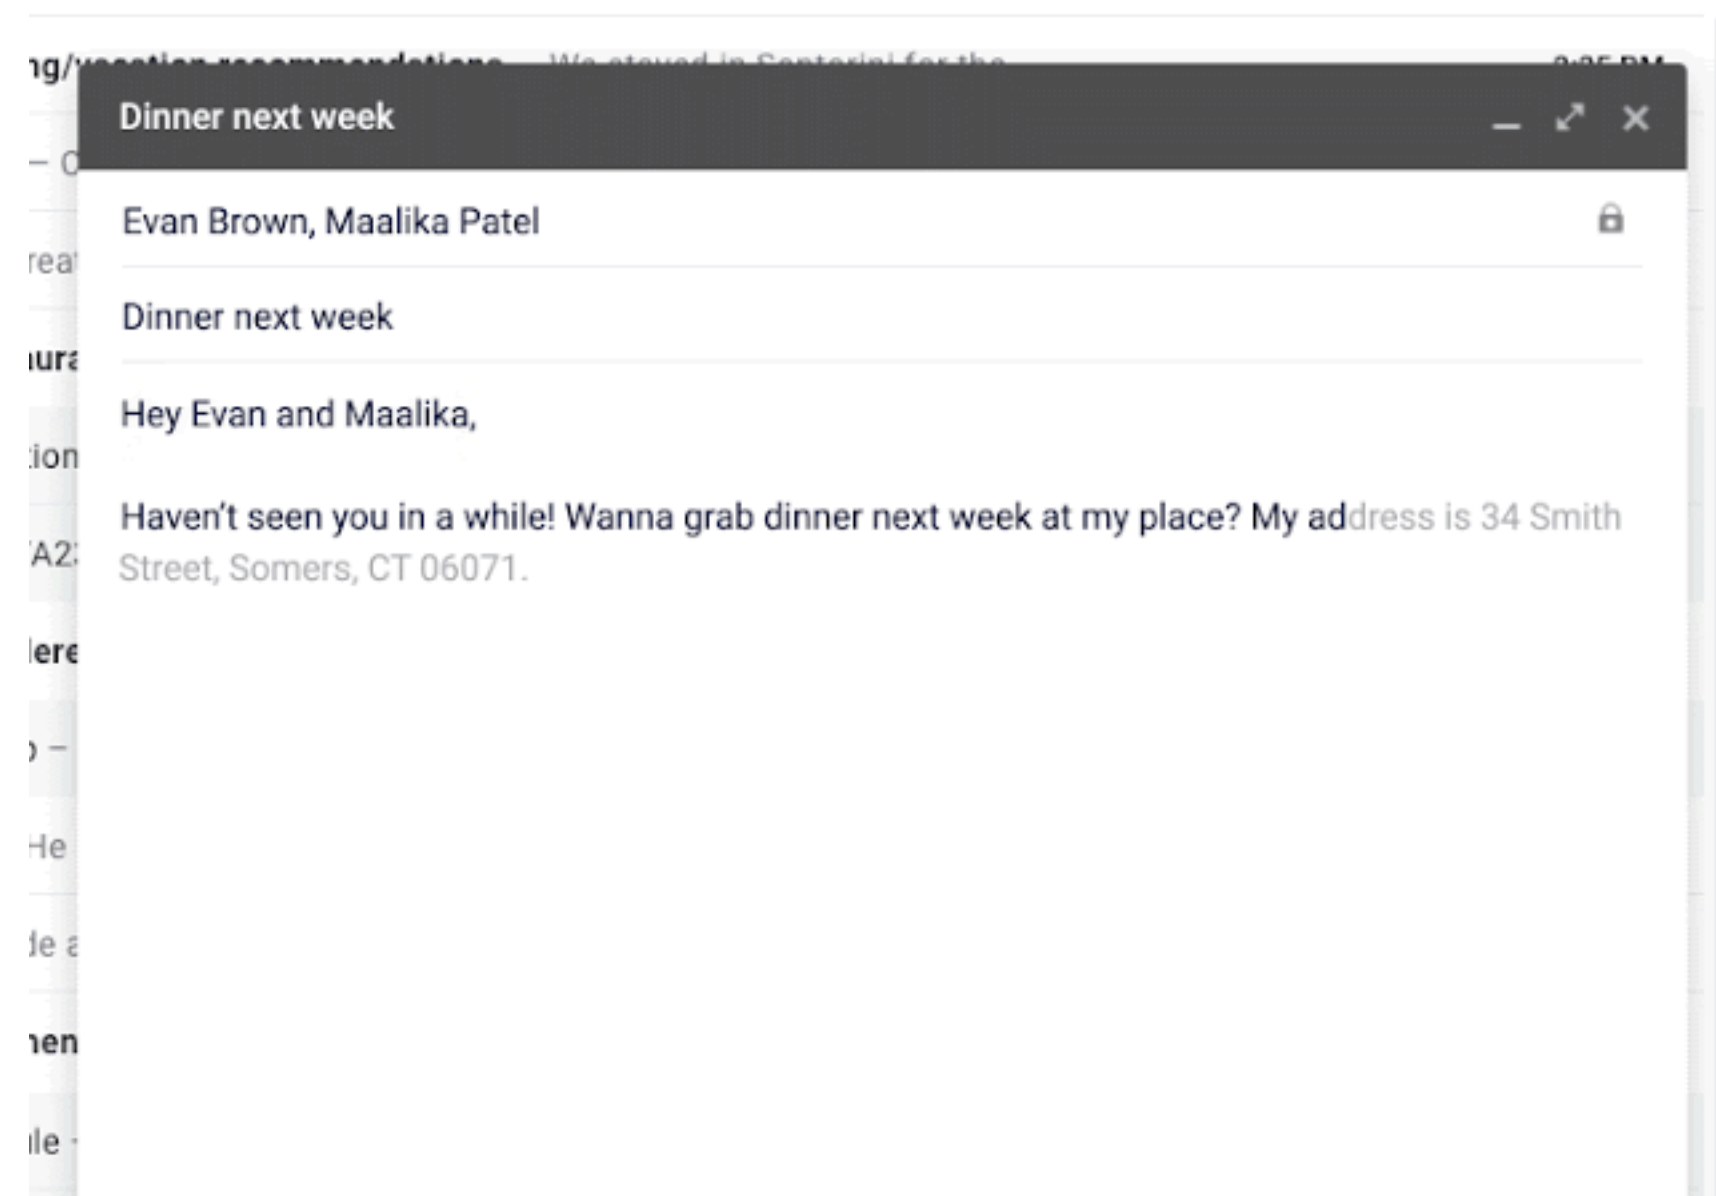 Dinner next week
– 
Evan Brown, Maalika Patel
Dinner next week
Hey Evan and Maalika,
Haven't seen you in a while! Wanna grab dinner next week at my place? My address is 34 Smith
Street, Somers, CT 06071.
He